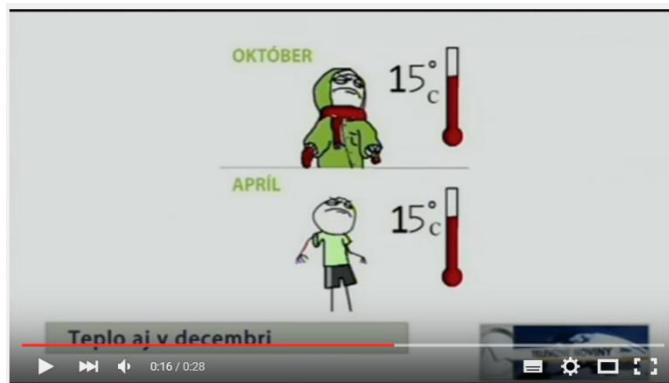 OKTÓBER
15°C
APRÍL
15°C
Teplo aj v decembri
0:16 / 0:28